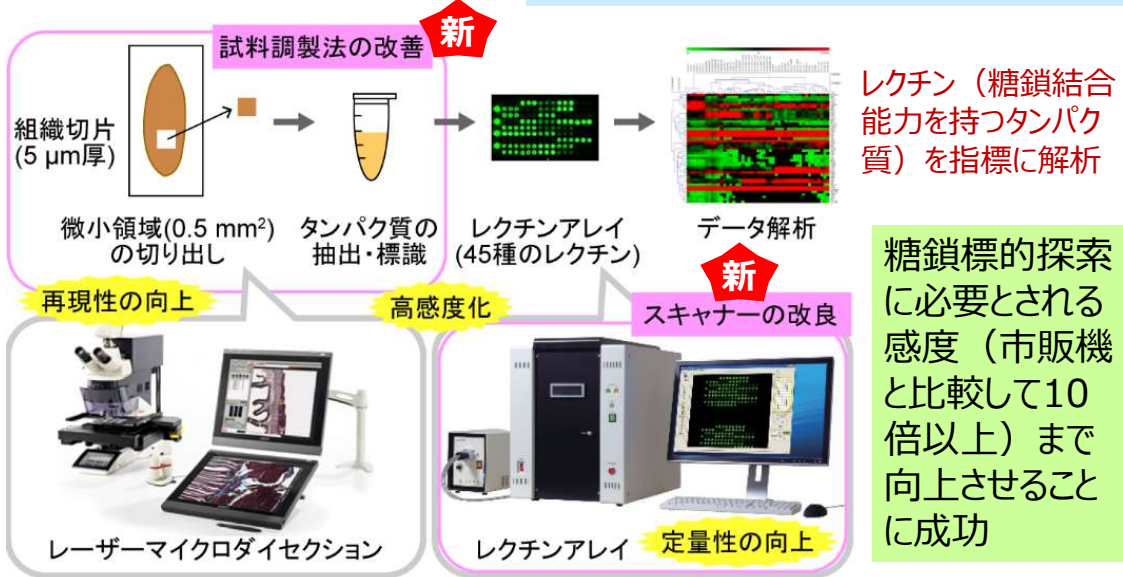 試料調製法の改善
新
組織切片
(5 μm厚)
微小領域(0.5 mm²)
の切り出し
タンパク質の
抽出・標識
レクチンアレイ
(45種のレクチン)
データ解析
レクチン（糖鎖結合
能力を持つタンパク
質）を指標に解析
再現性の向上
高感度化
新
スキャナーの改良
レーザーマイクロダイセクション
レクチンアレイ
定量性の向上
糖鎖標的探索
に必要とされる
感度（市販機
と比較して10
倍以上）まで
向上させること
に成功